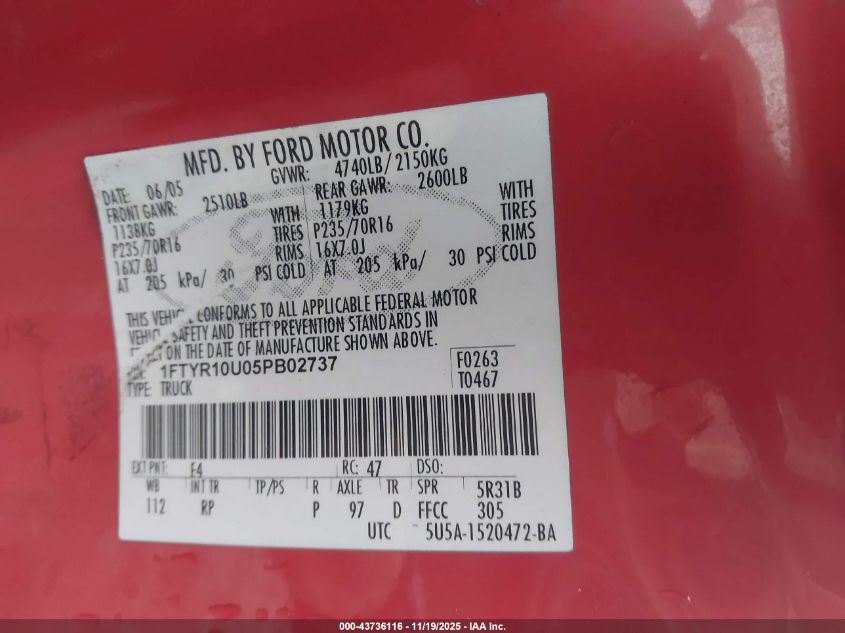 MFD. BY FORD MOTOR CO.
DATE: 06/05 GVWR: 4740LB/ 2150KG
FRONT GAWR: 2510LB REAR GAWR: 2600LB
1138KG WITH 1179KG WITH
P235/70R16 TIRES P235/70R16 TIRES
16X7.0J RIMS 16X7.0J RIMS
AT 205 kPa/ 30 PSI COLD AT 205 kPa/ 30 PSI COLD
THIS VEHICLE CONFORMS TO ALL APPLICABLE FEDERAL MOTOR
VEHICLE SAFETY AND THEFT PREVENTION STANDARDS IN
EFFECT ON THE DATE OF MANUFACTURE SHOWN ABOVE.
VIN: 1FTYR10U05PB02737 F0263
TYPE: TRUCK T0467
EXT PNT: E4 RC: 47 DSO:
WB INT TR TP/PS R AXLE TR SPR 5R31B
112 RP P 97 D FFCC 305
UTC 5U5A-1520472-BA
000-43736116 - 11/19/2025 - IAA Inc.